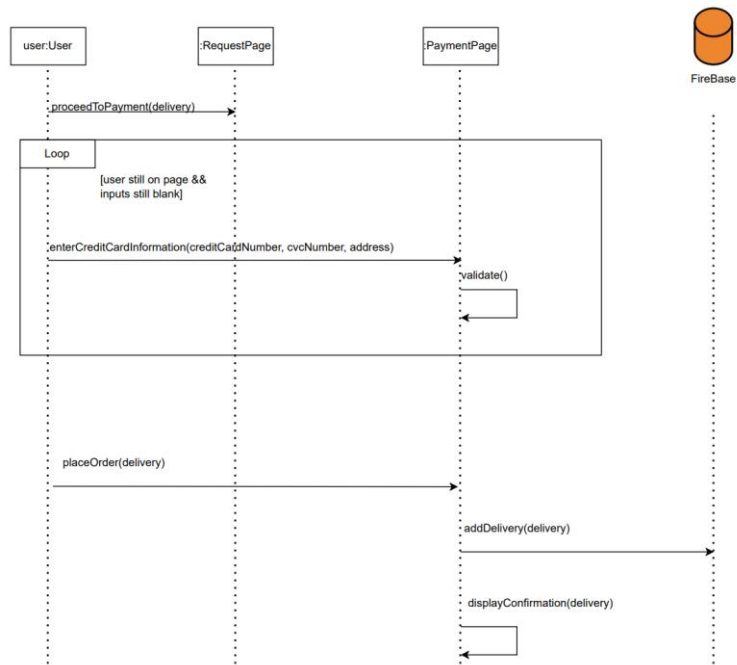 user:User
:RequestPage
:PaymentPage
FireBase
proceedToPayment(delivery)
Loop
[user still on page &&
inputs still blank]
enterCreditCardInformation(creditCardNumber, cvcNumber, address)
validate()
placeOrder(delivery)
addDelivery(delivery)
displayConfirmation(delivery)